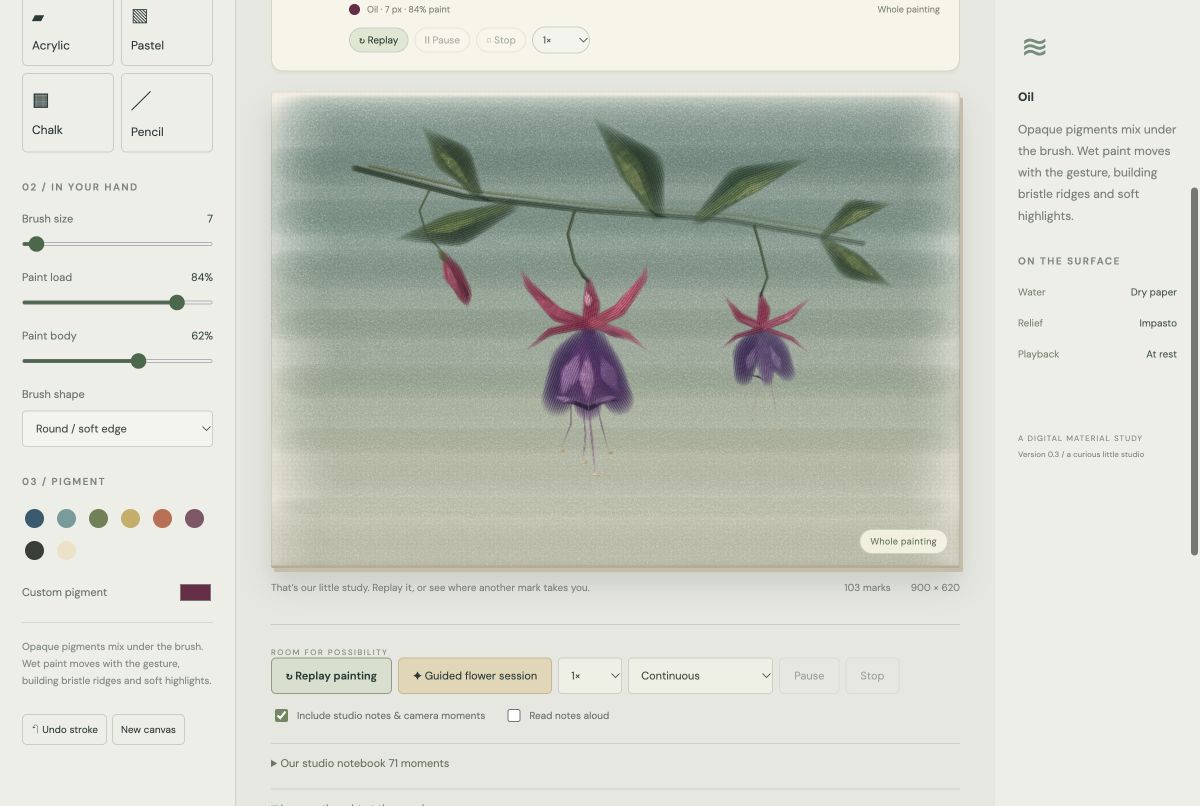 Acrylic
Pastel
Chalk
Pencil
02 / IN YOUR HAND
Brush size 7
Paint load 84%
Paint body 62%
Brush shape
Round / soft edge
03 / PIGMENT
Custom pigment
Opaque pigments mix under the brush.
Wet paint moves with the gesture,
building bristle ridges and soft highlights.
Undo stroke
New canvas
Oil · 7 px · 84% paint
Whole painting
↻ Replay
II Pause
Stop
1×
Whole painting
That's our little study. Replay it, or see where another mark takes you.
103 marks
900 × 620
ROOM FOR POSSIBILITY
↻ Replay painting
✦ Guided flower session
1×
Continuous
Pause
Stop
Include studio notes & camera moments
Read notes aloud
Our studio notebook 71 moments
Oil
Opaque pigments mix under
the brush. Wet paint moves
with the gesture, building
bristle ridges and soft
highlights.
ON THE SURFACE
Water Dry paper
Relief Impasto
Playback At rest
A DIGITAL MATERIAL STUDY
Version 0.3 / a curious little studio